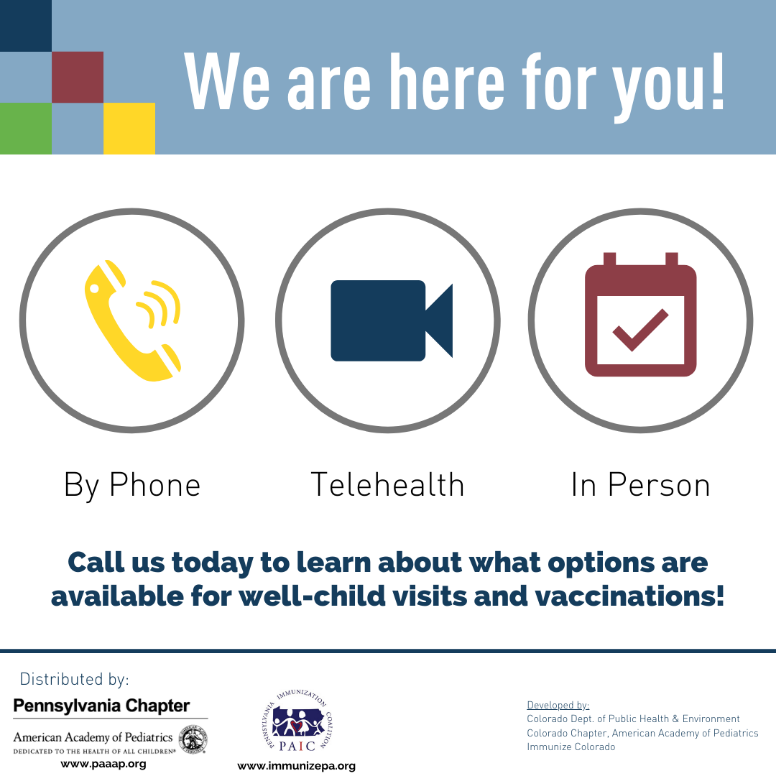 We are here for you!
By Phone
Telehealth
In Person
Call us today to learn about what options are
available for well-child visits and vaccinations!
Distributed by:
Pennsylvania Chapter
American Academy of Pediatrics
DEDICATED TO THE HEALTH OF ALL CHILDREN®
www.paaap.org
PENNSYLVANIA IMMUNIZATION COALITION
PAIC
www.immunizepa.org
Developed by:
Colorado Dept. of Public Health & Environment
Colorado Chapter, American Academy of Pediatrics
Immunize Colorado